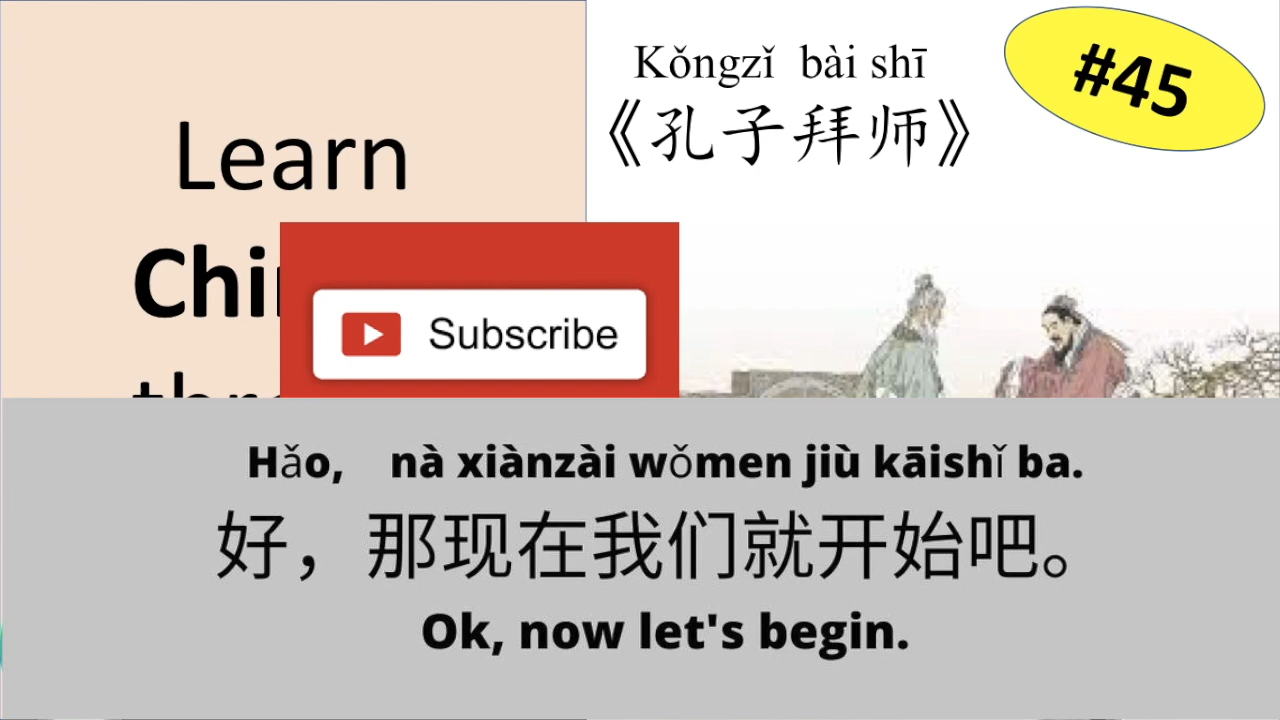 Learn
Kǒngzǐ bài shī
《孔子拜师》
#45
Subscribe
Hǎo, nà xiànzài wǒmen jiù kāishǐ ba.
好，那现在我们就开始吧。
Ok, now let's begin.